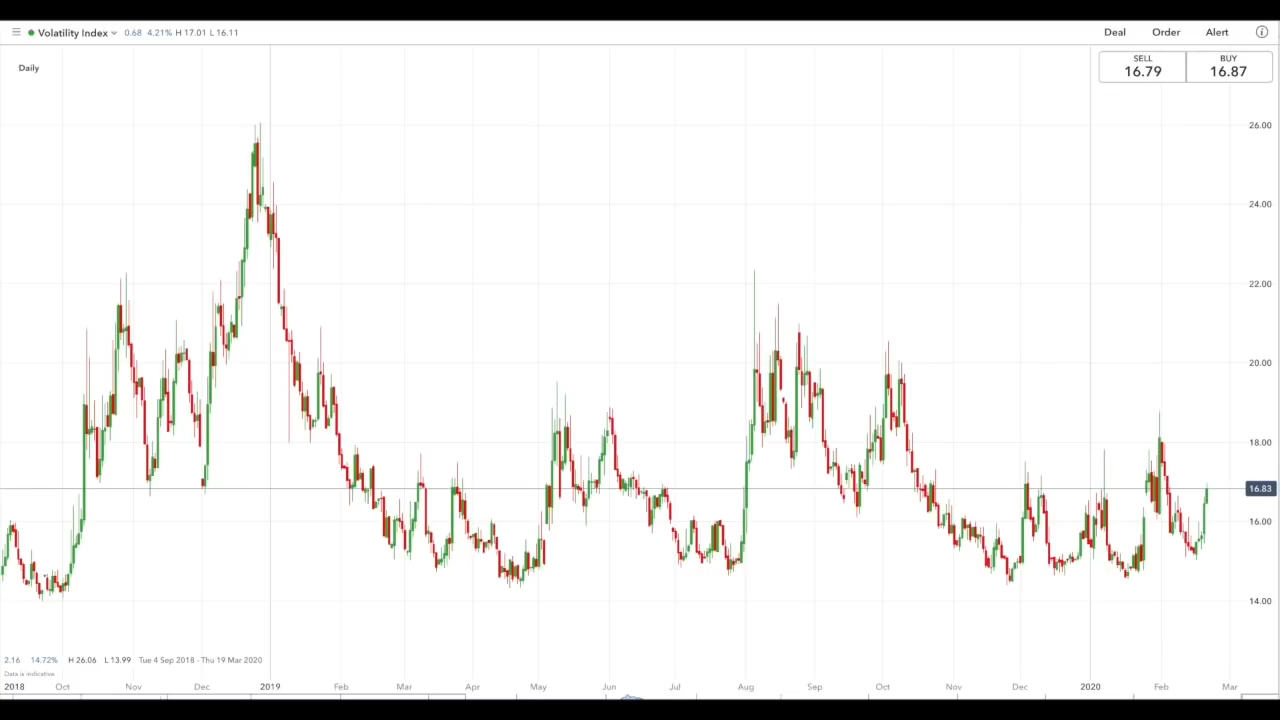 Volatility Index 0.68 4.21% H 17.01 L 16.11
Deal Order Alert
Daily
SELL BUY
16.79 16.87
26.00
24.00
22.00
20.00
18.00
16.83
16.00
14.00
2.16 14.72% H 26.06 L 13.99 Tue 4 Sep 2018 - Thu 19 Mar 2020
Data is indicative
2018 Oct Nov Dec 2019 Feb Mar Apr May Jun Jul Aug Sep Oct Nov Dec 2020 Feb Mar